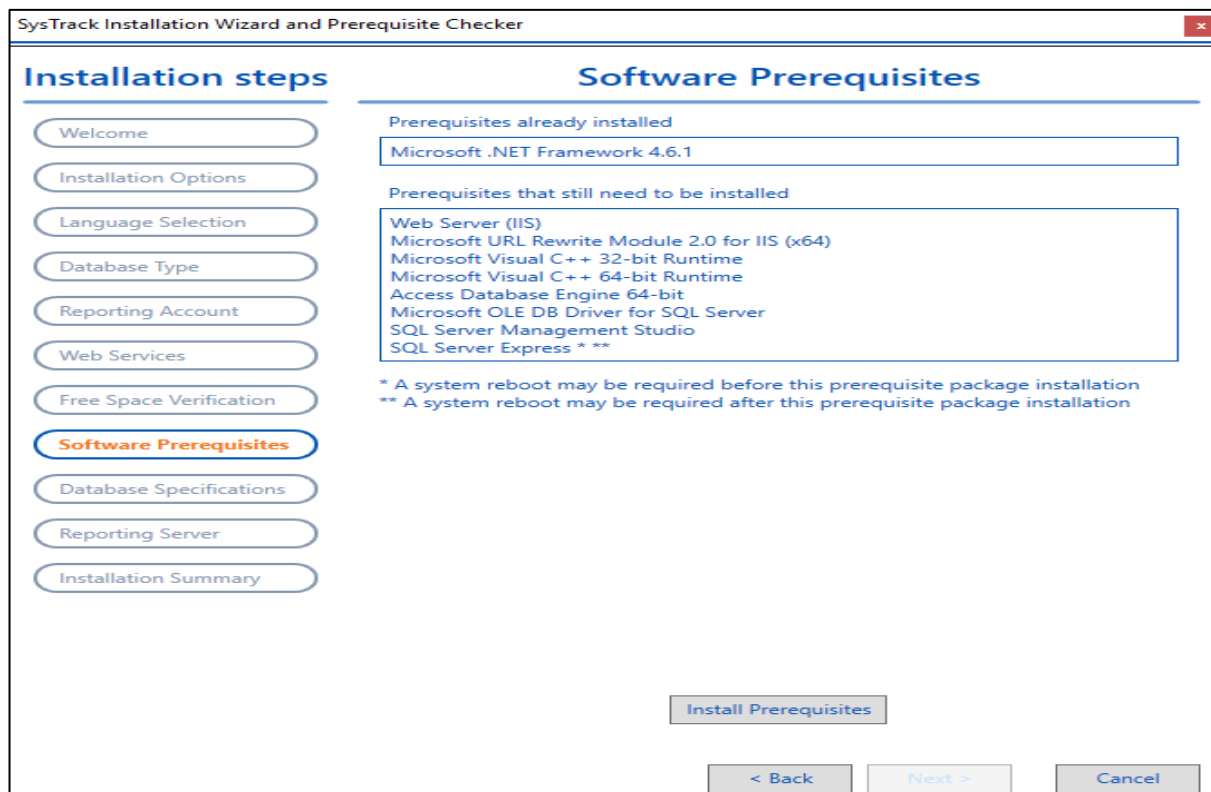 SysTrack Installation Wizard and Prerequisite Checker
x
Installation steps
Welcome
Installation Options
Language Selection
Database Type
Reporting Account
Web Services
Free Space Verification
Software Prerequisites
Database Specifications
Reporting Server
Installation Summary
Software Prerequisites
Prerequisites already installed
Microsoft .NET Framework 4.6.1
Prerequisites that still need to be installed
Web Server (IIS)
Microsoft URL Rewrite Module 2.0 for IIS (x64)
Microsoft Visual C++ 32-bit Runtime
Microsoft Visual C++ 64-bit Runtime
Access Database Engine 64-bit
Microsoft OLE DB Driver for SQL Server
SQL Server Management Studio
SQL Server Express * **
* A system reboot may be required before this prerequisite package installation
** A system reboot may be required after this prerequisite package installation
Install Prerequisites
< Back
Next >
Cancel